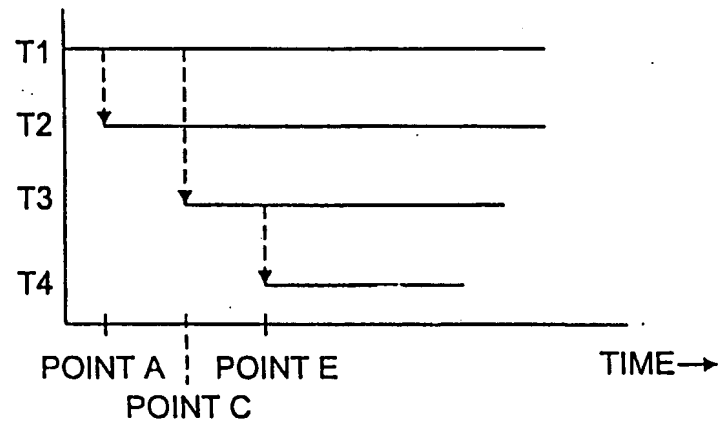 T1
T2
T3
T4
POINT A
POINT E
TIME→
POINT C